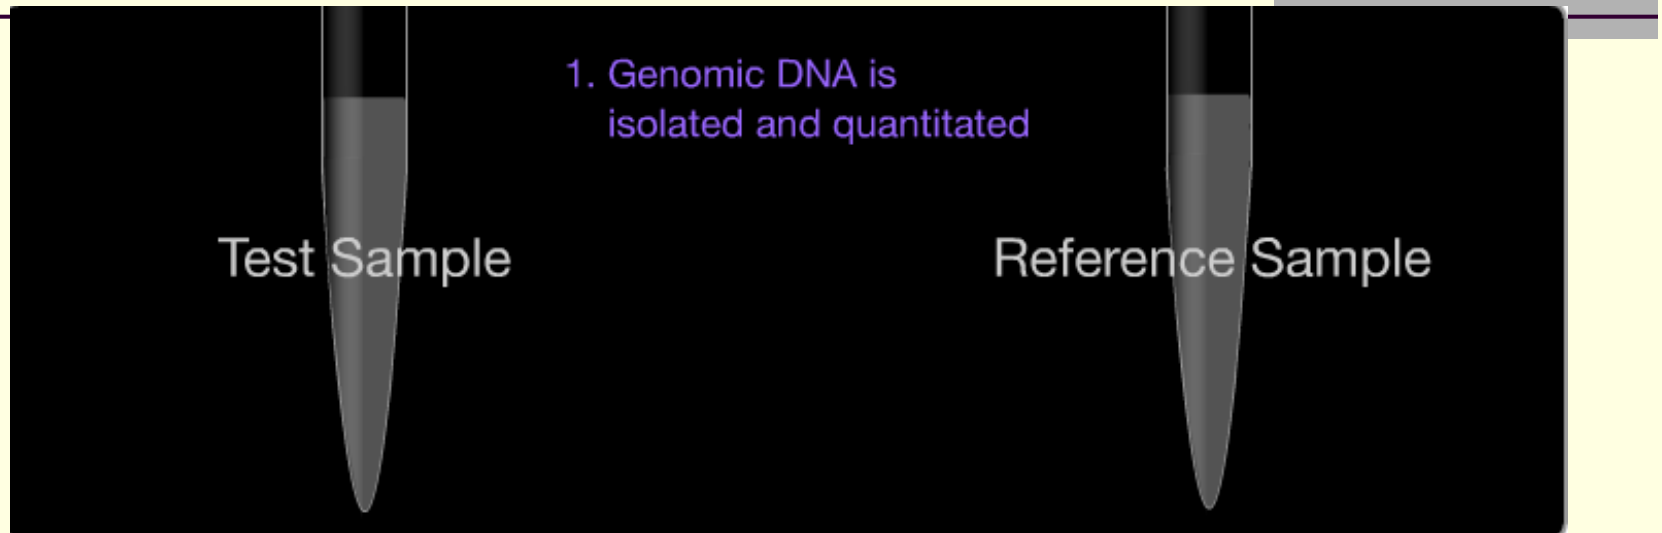 1. Genomic DNA is
isolated and quantitated
Test Sample
Reference Sample